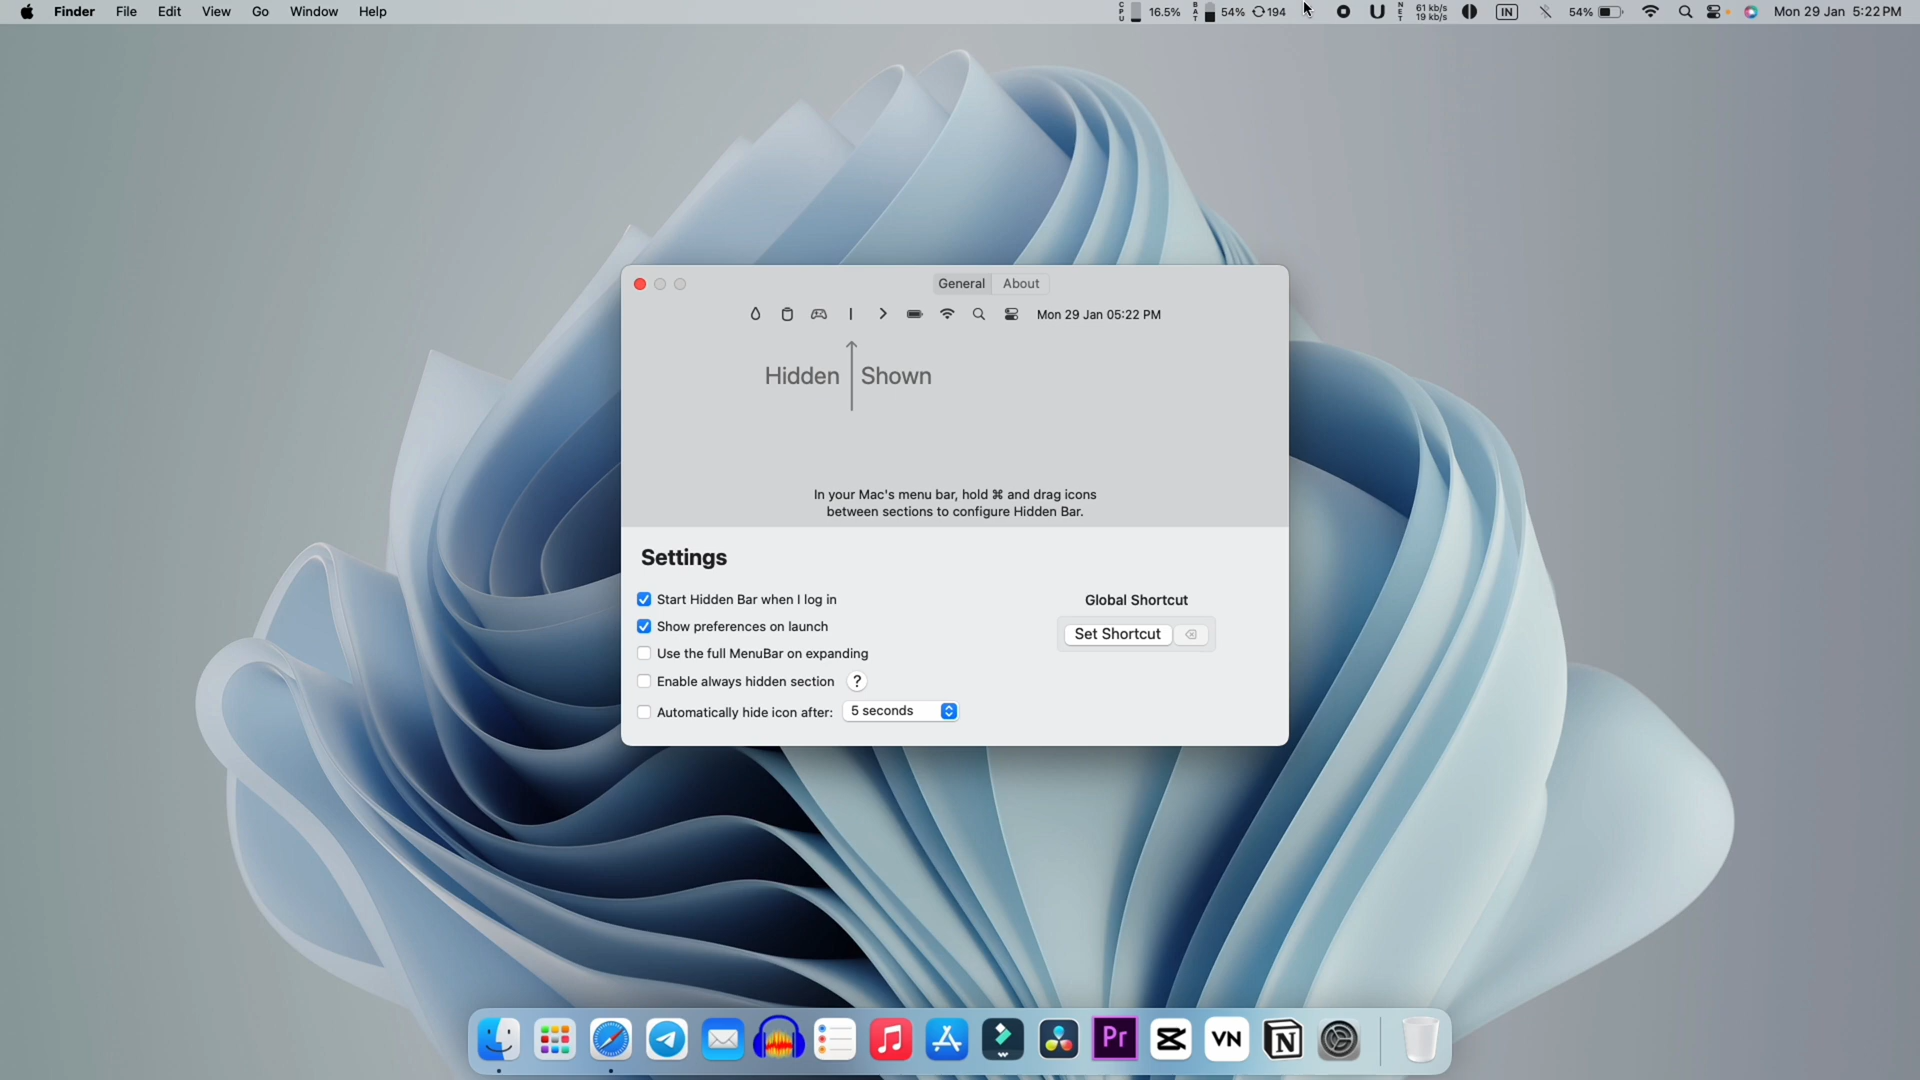 Finder File Edit View Go Window Help
CPU 16.5% BAT 54% 194 U NET 61 kb/s 19 kb/s IN 54% Mon 29 Jan 5:22 PM
General About
Mon 29 Jan 05:22 PM
Hidden Shown
In your Mac's menu bar, hold ⌘ and drag icons
between sections to configure Hidden Bar.
Settings
Start Hidden Bar when I log in
Global Shortcut
Show preferences on launch
Set Shortcut
Use the full MenuBar on expanding
Enable always hidden section ?
Automatically hide icon after: 5 seconds
Pr VN N